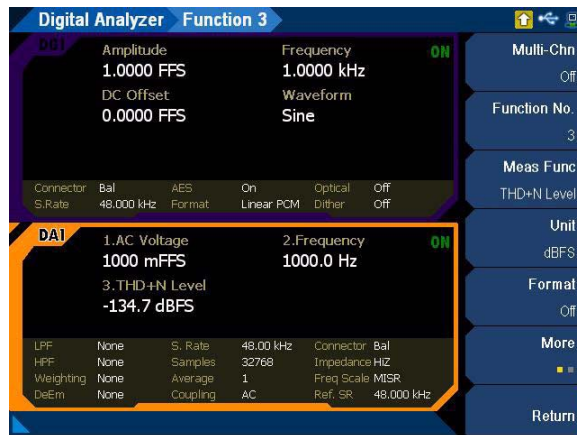 Digital Analyzer Function 3
DG1
Amplitude Frequency ON
1.0000 FFS 1.0000 kHz
DC Offset Waveform
0.0000 FFS Sine
Connector Bal AES On Optical Off
S.Rate 48.000 kHz Format Linear PCM Dither Off
DA1
1.AC Voltage 2.Frequency ON
1000 mFFS 1000.0 Hz
3.THD+N Level
-134.7 dBFS
LPF None S. Rate 48.00 kHz Connector Bal
HPF None Samples 32768 Impedance HiZ
Weighting None Average 1 Freq Scale MISR
DeEm None Coupling AC Ref. SR 48.000 kHz
Multi-Chn
Off
Function No.
3
Meas Func
THD+N Level
Unit
dBFS
Format
Off
More
Return